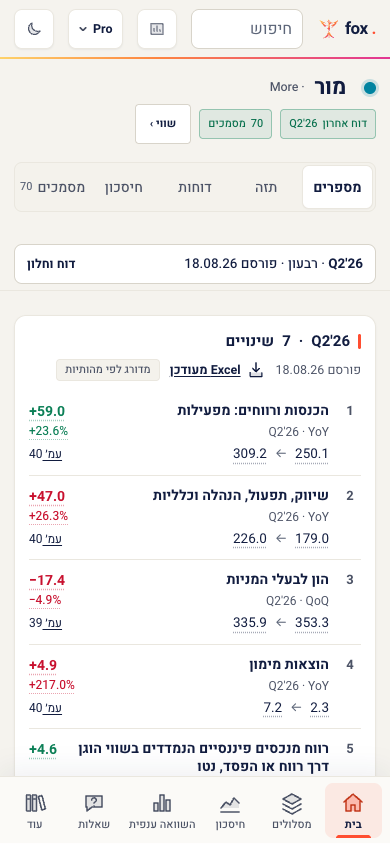 fox.
חיפוש
Pro
מור
More ·
דוח אחרון Q2'26
70 מסמכים
שווי ›
מספרים
תזה
דוחות
חיסכון
מסמכים 70
Q2'26 · רבעון · פורסם 18.08.26
דוח וחלון
Q2'26 · 7 שינויים
פורסם 18.08.26
Excel מעודכן
מדורג לפי מהותיות
1 הכנסות ורווחים: מפעילות +59.0
Q2'26 · YoY +23.6%
250.1 ← 309.2 עמ' 40
2 שיווק, תפעול, הנהלה וכלליות +47.0
Q2'26 · YoY +26.3%
179.0 ← 226.0 עמ' 40
3 הון לבעלי המניות −17.4
Q2'26 · QoQ −4.9%
353.3 ← 335.9 עמ' 39
4 הוצאות מימון +4.9
Q2'26 · YoY +217.0%
2.3 ← 7.2 עמ' 40
5 רווח מנכסים פיננסיים הנמדדים בשווי הוגן +4.6
דרך רווח או הפסד, נטו
בית
מסלולים
חיסכון
השוואה ענפית
שאלות
עוד